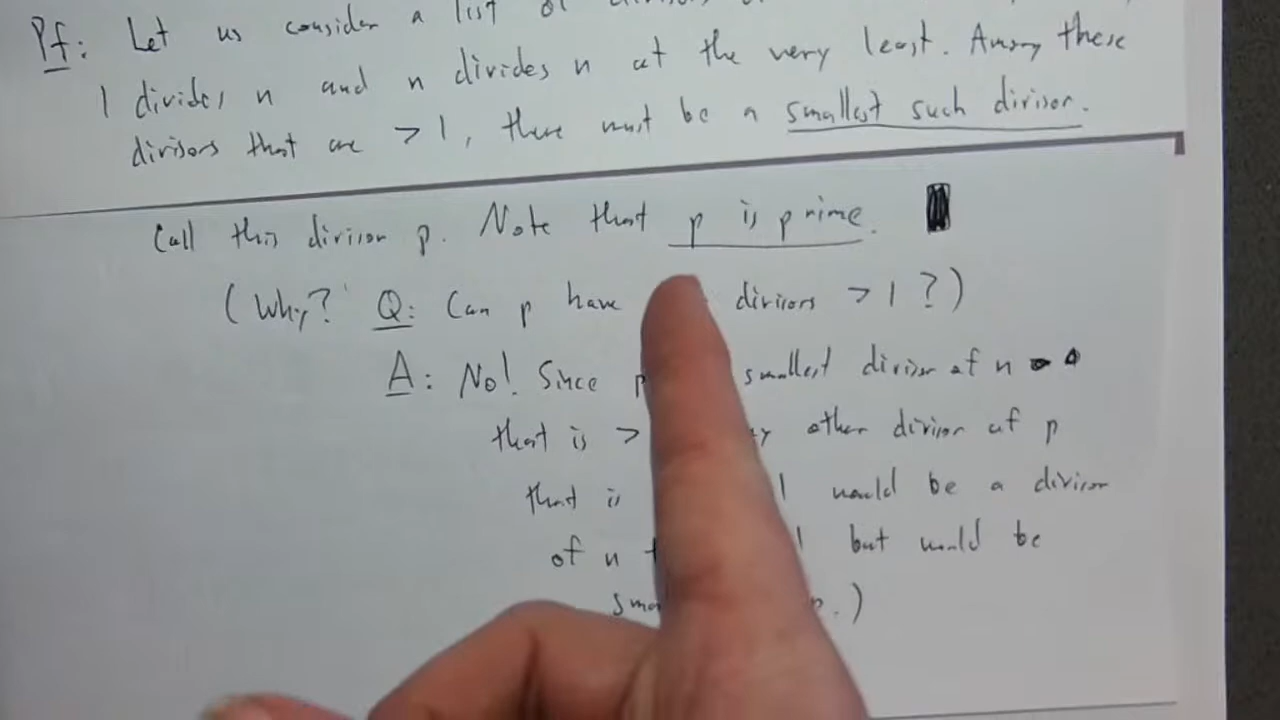 Pf: Let us consider a list of divisors
1 divides n and n divides n at the very least. Among these
divisors that are > 1, there must be a smallest such divisor.
Call this divisor p. Note that p is prime.
(Why? Q: Can p have divisors > 1 ?)
A: No! Since p smallest divisor of n
that is > other divisor of p
that is 1 would be a divisor
of n but would be
p.)